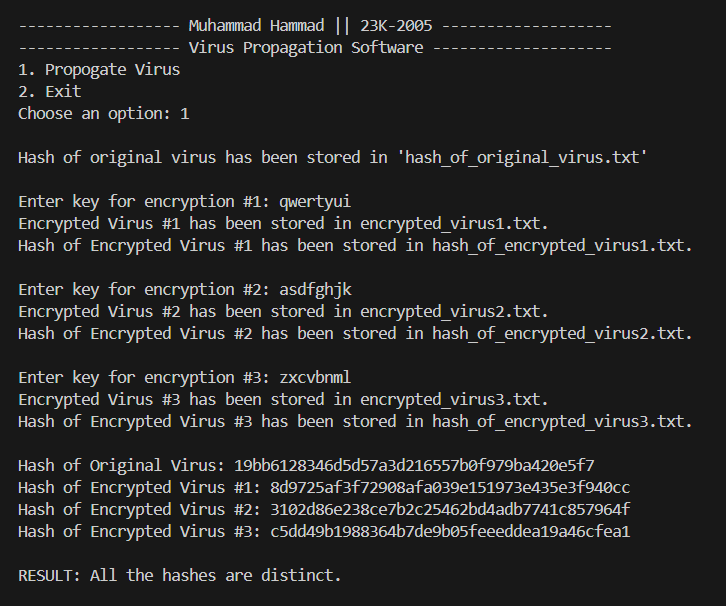 ------------------ Muhammad Hammad || 23K-2005 -------------------
------------------ Virus Propagation Software --------------------
1. Propogate Virus
2. Exit
Choose an option: 1
Hash of original virus has been stored in 'hash_of_original_virus.txt'
Enter key for encryption #1: qwertyui
Encrypted Virus #1 has been stored in encrypted_virus1.txt.
Hash of Encrypted Virus #1 has been stored in hash_of_encrypted_virus1.txt.
Enter key for encryption #2: asdfghjk
Encrypted Virus #2 has been stored in encrypted_virus2.txt.
Hash of Encrypted Virus #2 has been stored in hash_of_encrypted_virus2.txt.
Enter key for encryption #3: zxcvbnml
Encrypted Virus #3 has been stored in encrypted_virus3.txt.
Hash of Encrypted Virus #3 has been stored in hash_of_encrypted_virus3.txt.
Hash of Original Virus: 19bb6128346d5d57a3d216557b0f979ba420e5f7
Hash of Encrypted Virus #1: 8d9725af3f72908afa039e151973e435e3f940cc
Hash of Encrypted Virus #2: 3102d86e238ce7b2c25462bd4adb7741c857964f
Hash of Encrypted Virus #3: c5dd49b1988364b7de9b05feeeddea19a46cfea1
RESULT: All the hashes are distinct.